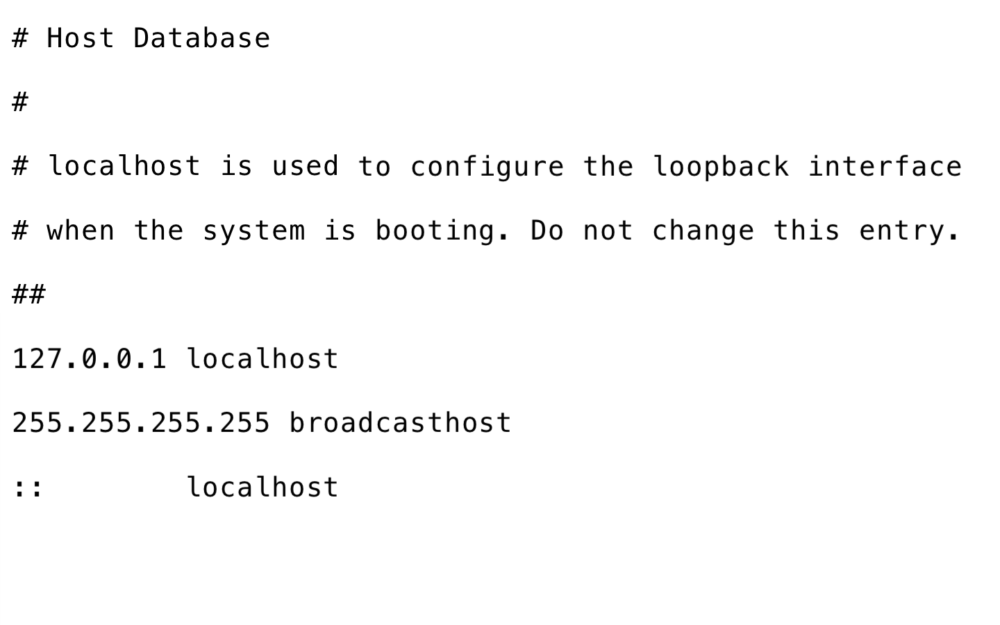 # Host Database
#
# localhost is used to configure the loopback interface
# when the system is booting. Do not change this entry.
##
127.0.0.1 localhost
255.255.255.255 broadcasthost
::        localhost